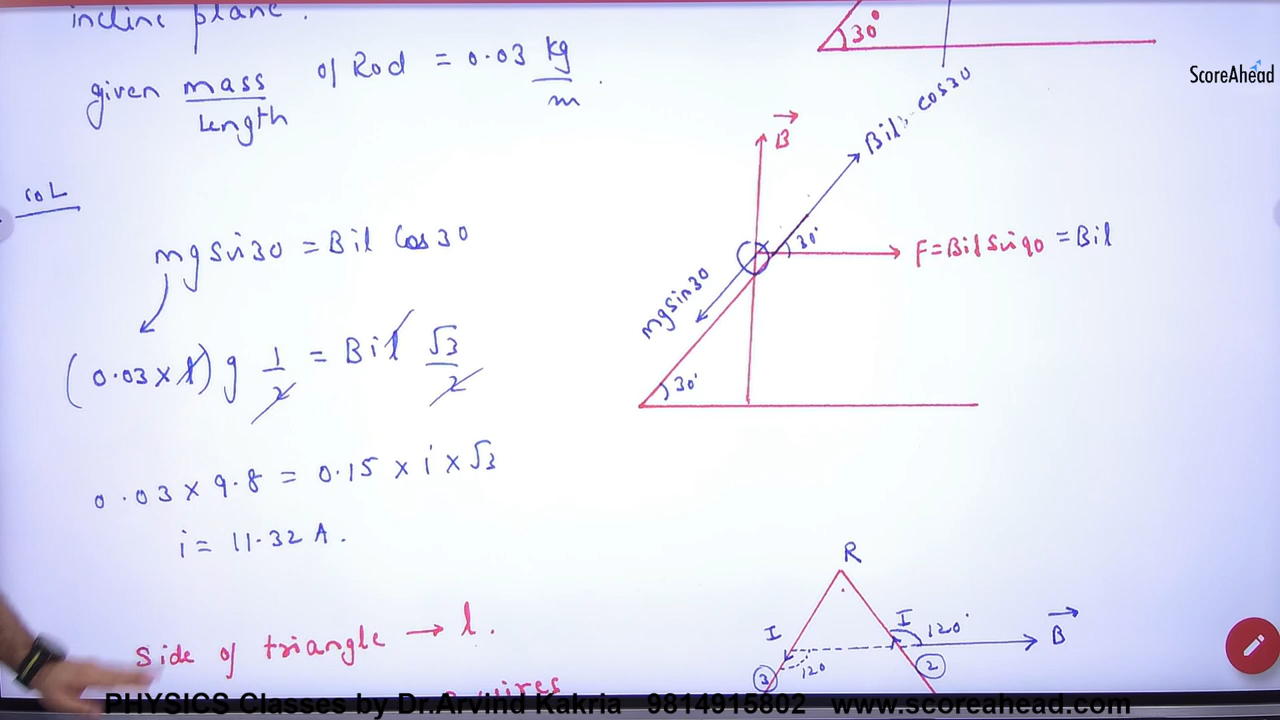 incline plane.
given mass/Length of Rod = 0.03 kg/m.
30°
ScoreAhead
SOL
mg sin30 = Bil Cos30
(0.03 × l) g 1/2 = Bil √3/2
0.03 × 9.8 = 0.15 × i × √3
i = 11.32 A.
B
Bil cos30
30°
F = Bil Sin90 = Bil
mgsin30
30°
Side of triangle → l.
wires
R
I
I
120°
B
120
3
2
PHYSICS Classes by Dr.Arvind Kakria 9814915802 www.scoreahead.com